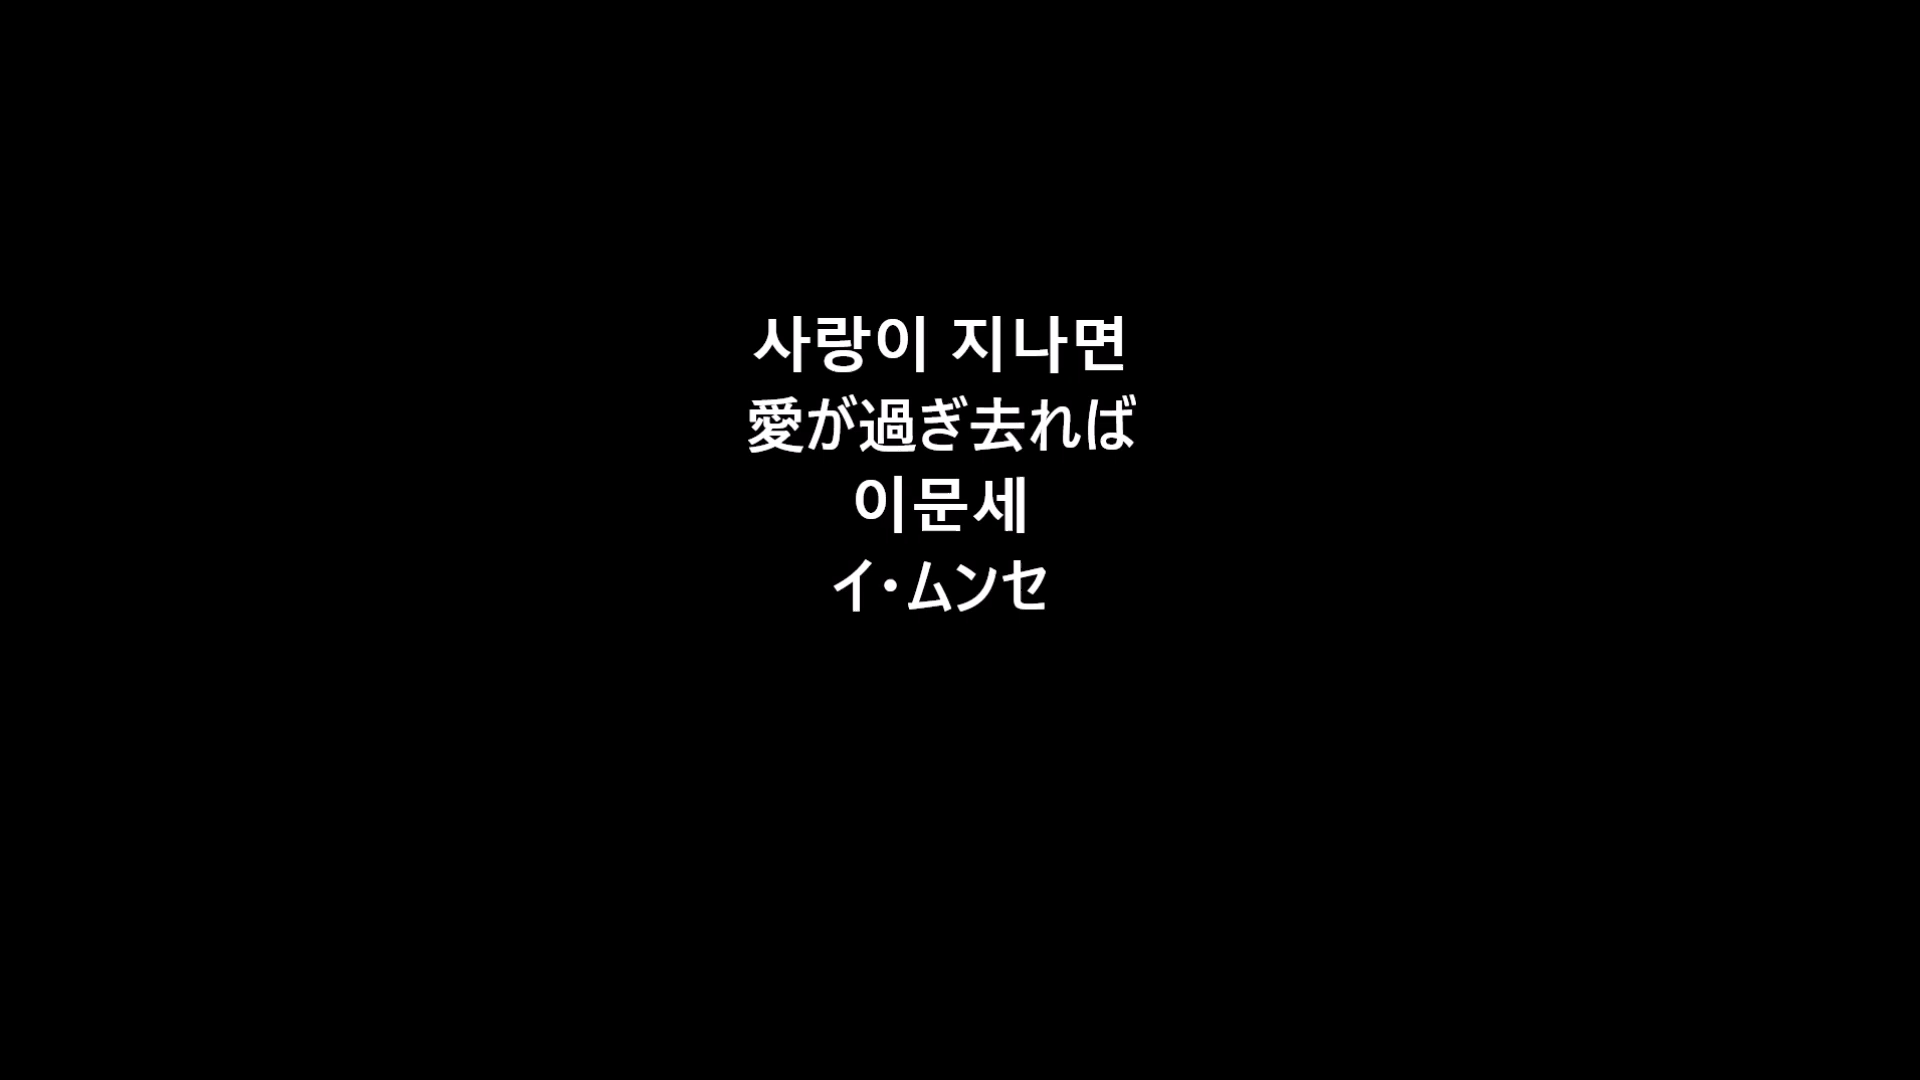 사랑이 지나면
愛が過ぎ去れば
이문세
イ・ムンセ